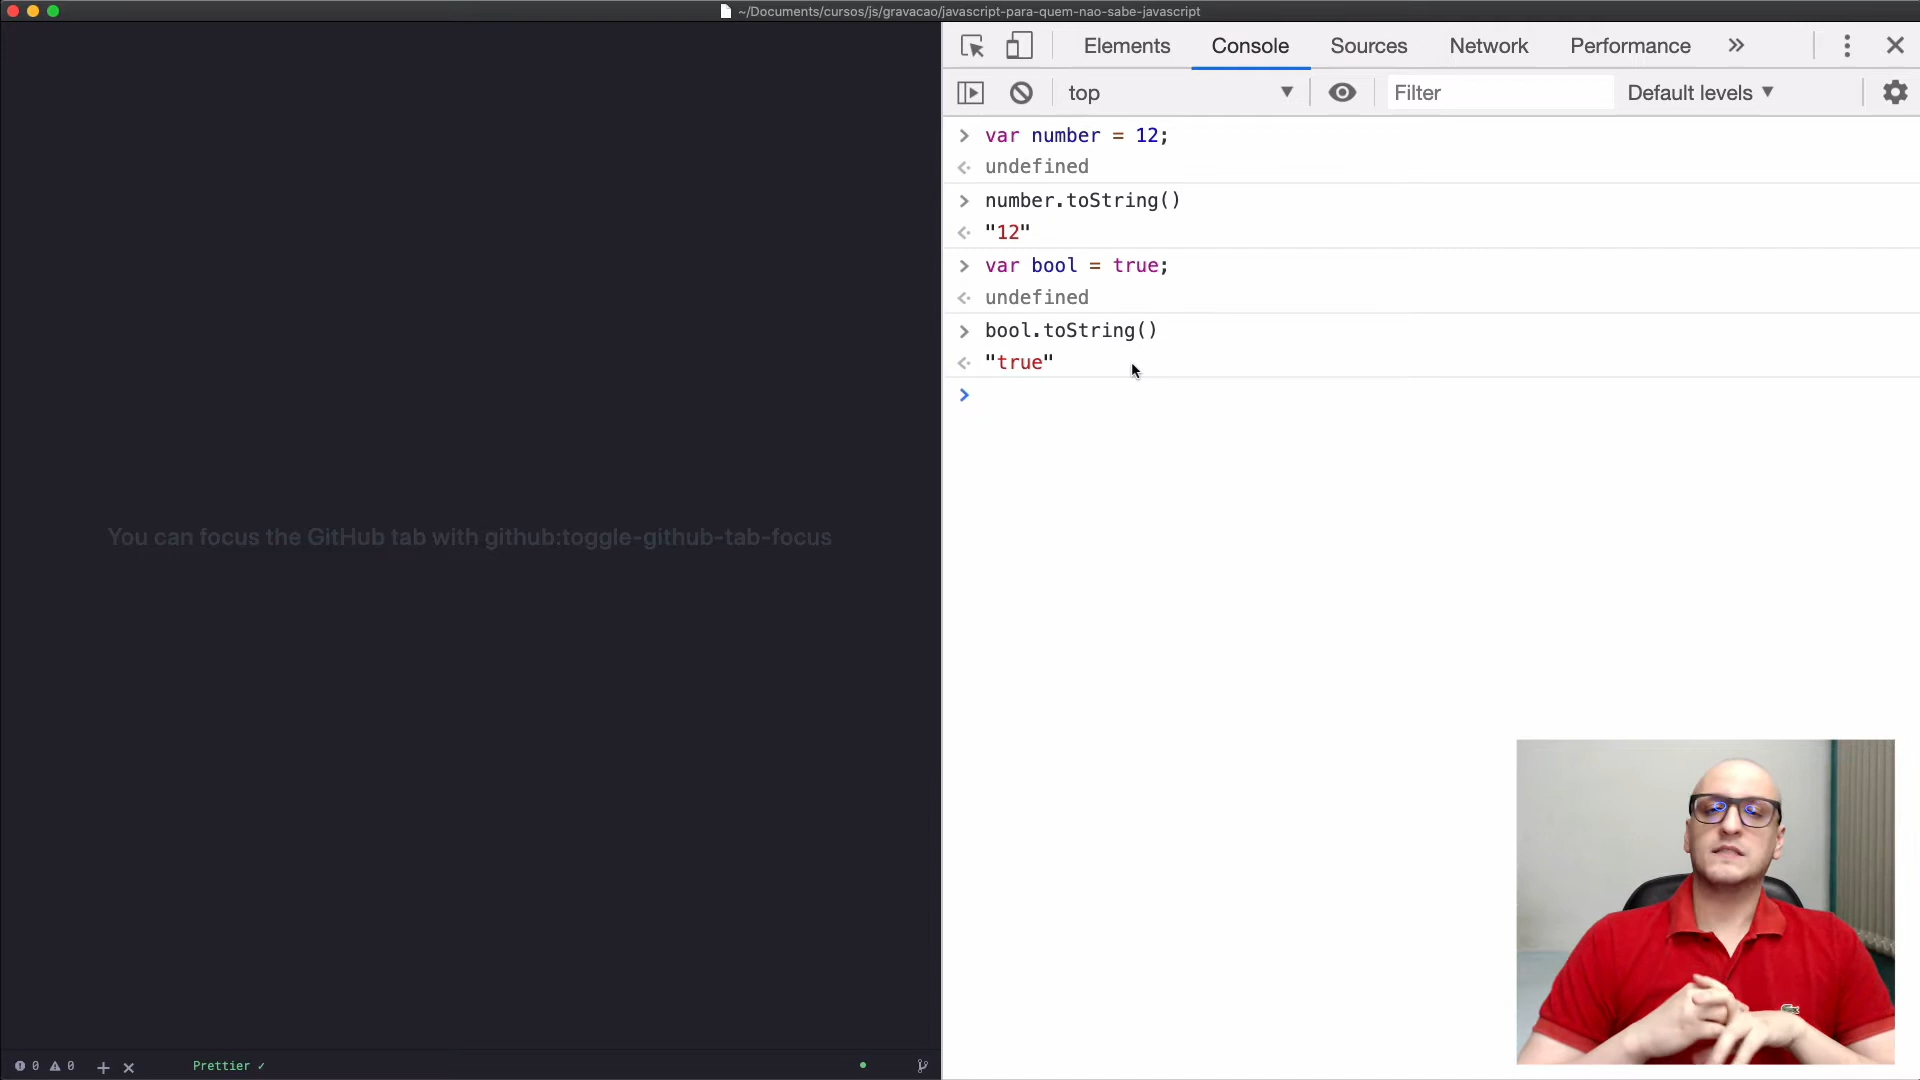 ~/Documents/cursos/js/gravacao/javascript-para-quem-nao-sabe-javascript
Elements Console Sources Network Performance »
top Filter Default levels
> var number = 12;
undefined
> number.toString()
"12"
> var bool = true;
undefined
> bool.toString()
"true"
>
You can focus the GitHub tab with github:toggle-github-tab-focus
0 0 + × Prettier ✓